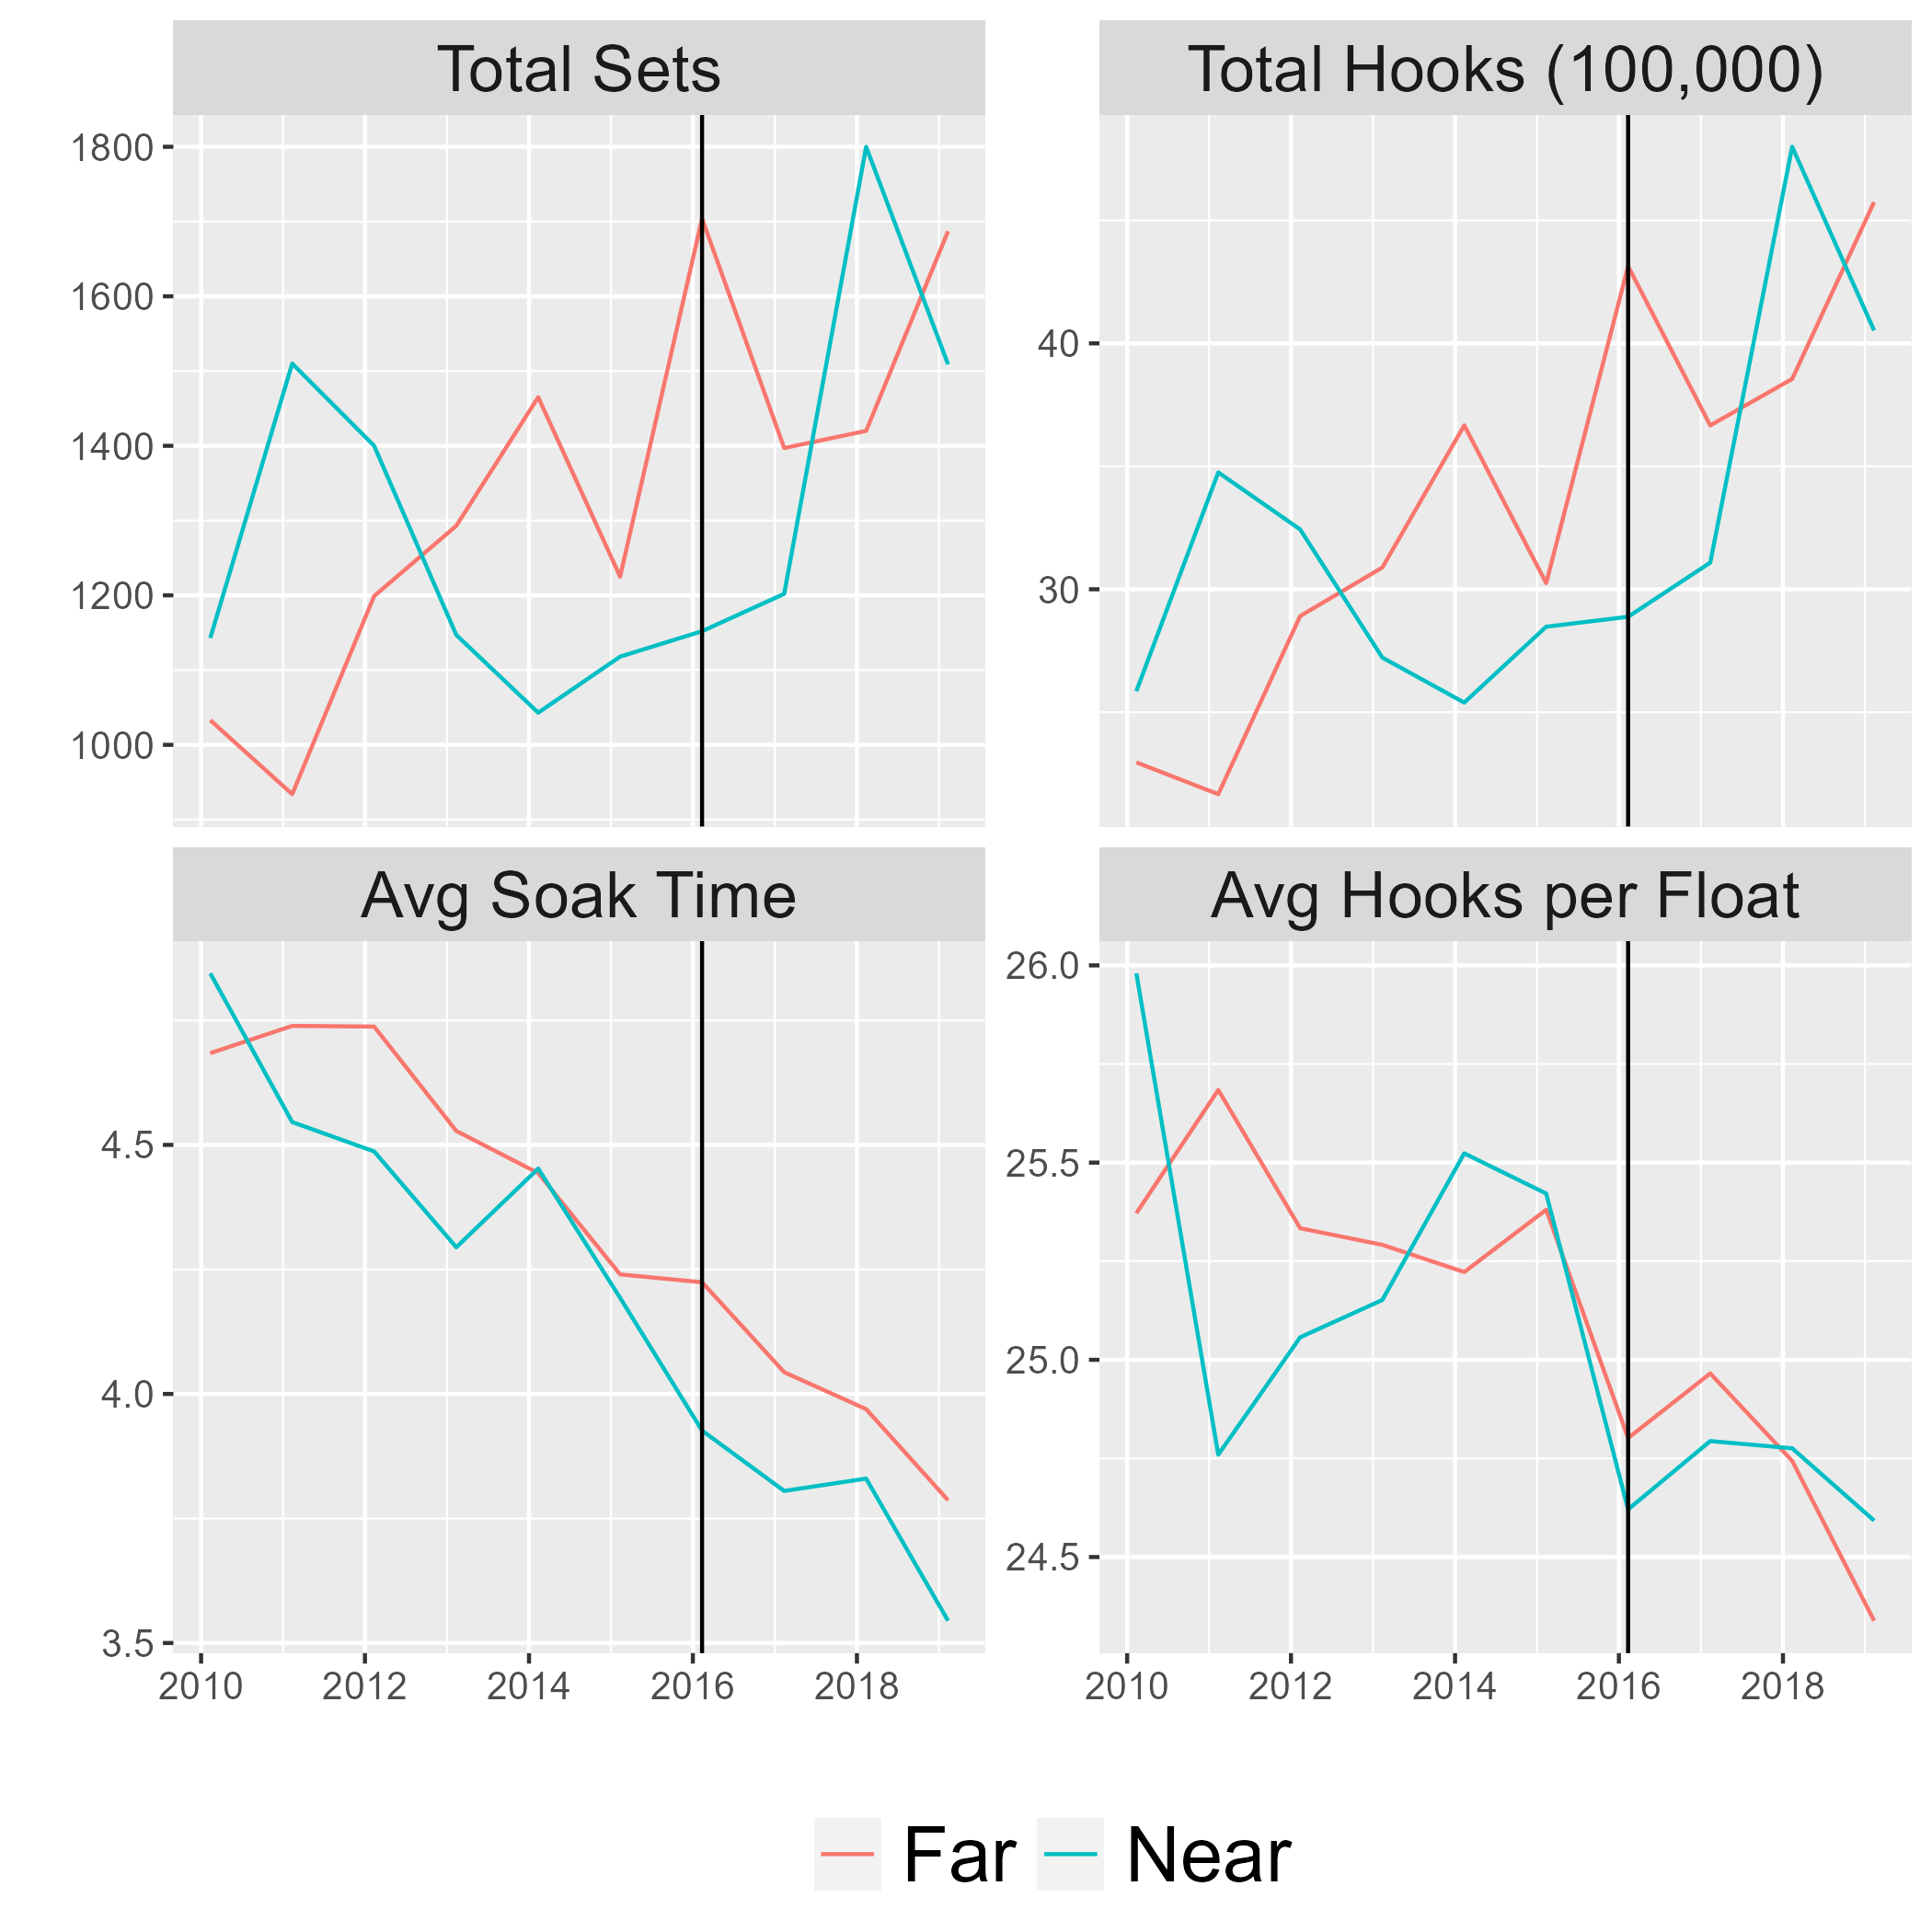 Total Sets
Total Hooks (100,000)
1800
1600
1400
1200
1000
40
30
Avg Soak Time
Avg Hooks per Float
4.5
4.0
3.5
26.0
25.5
25.0
24.5
2010 2012 2014 2016 2018
2010 2012 2014 2016 2018
Far Near